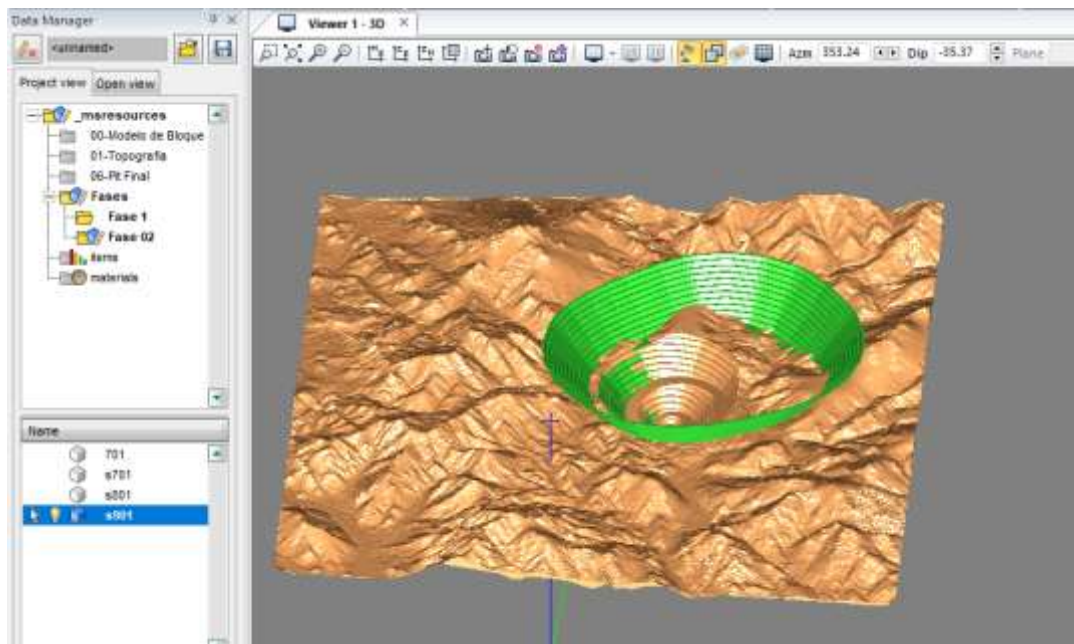 Data Manager
Viewer 1 - 3D
<unnamed>
Azm 353.24 Dip -35.37 Plane
Project view Open view
_msresources
00-Modelo de Bloque
01-Topografia
06-Pit Final
Fases
Fase 1
Fase 02
items
materials
Name
701
s701
s801
s901